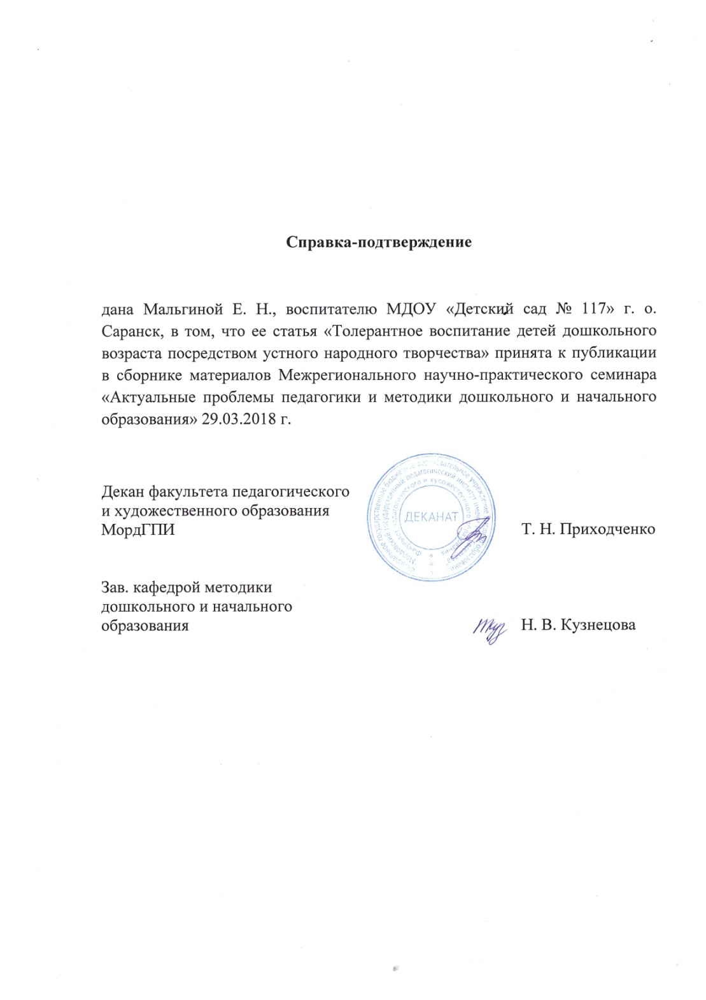 Справка-подтверждение
дана Мальгиной Е. Н., воспитателю МДОУ «Детский сад № 117» г. о.
Саранск, в том, что ее статья «Толерантное воспитание детей дошкольного
возраста посредством устного народного творчества» принята к публикации
в сборнике материалов Межрегионального научно-практического семинара
«Актуальные проблемы педагогики и методики дошкольного и начального
образования» 29.03.2018 г.
Декан факультета педагогического
и художественного образования
МордГПИ
ДЕКАНАТ
Т. Н. Приходченко
Зав. кафедрой методики
дошкольного и начального
образования
Н. В. Кузнецова